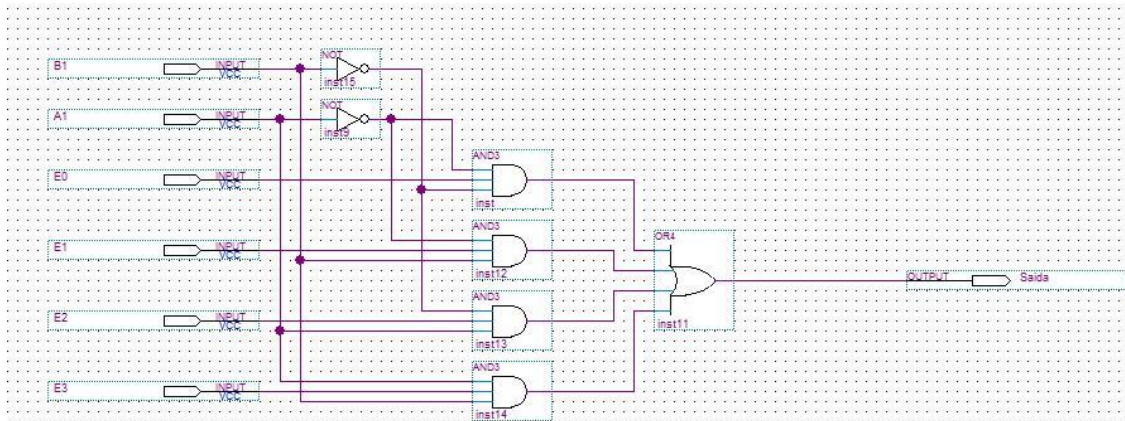 B1
INPUT
VCC
NOT
inst15
A1
INPUT
VCC
NOT
inst9
E0
INPUT
VCC
AND3
inst
E1
INPUT
VCC
AND3
inst12
E2
INPUT
VCC
AND3
inst13
E3
INPUT
VCC
AND3
inst14
OR4
inst11
OUTPUT
Saida